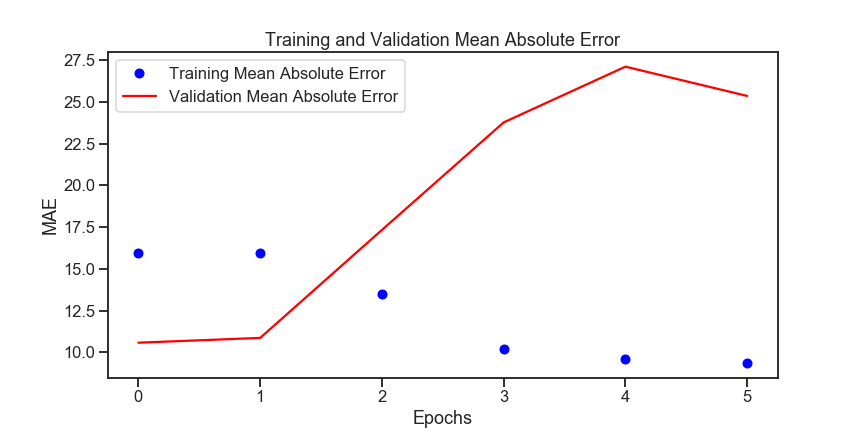 Training and Validation Mean Absolute Error
27.5
25.0
22.5
20.0
17.5
15.0
12.5
10.0
MAE
Training Mean Absolute Error
Validation Mean Absolute Error
0 1 2 3 4 5
Epochs